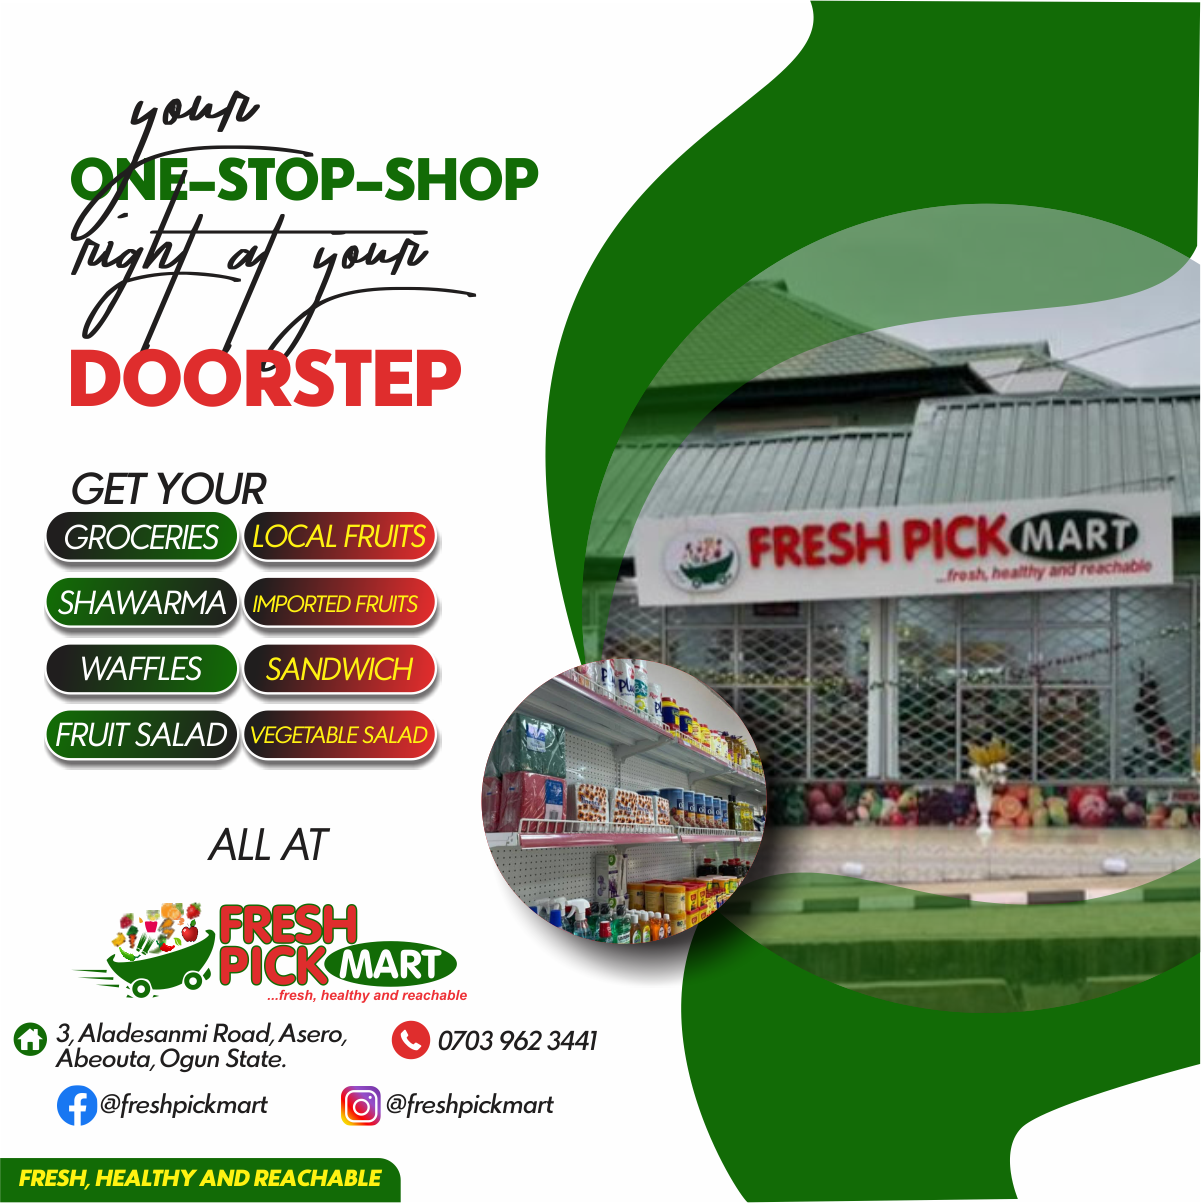 your
ONE-STOP-SHOP
right at your
DOORSTEP
GET YOUR
GROCERIES
LOCAL FRUITS
SHAWARMA
IMPORTED FRUITS
WAFFLES
SANDWICH
FRUIT SALAD
VEGETABLE SALAD
ALL AT
FRESH
PICK MART
...fresh, healthy and reachable
3, Aladesanmi Road, Asero,
Abeouta, Ogun State.
0703 962 3441
@freshpickmart
@freshpickmart
FRESH, HEALTHY AND REACHABLE
FRESH PICK MART
...fresh, healthy and reachable